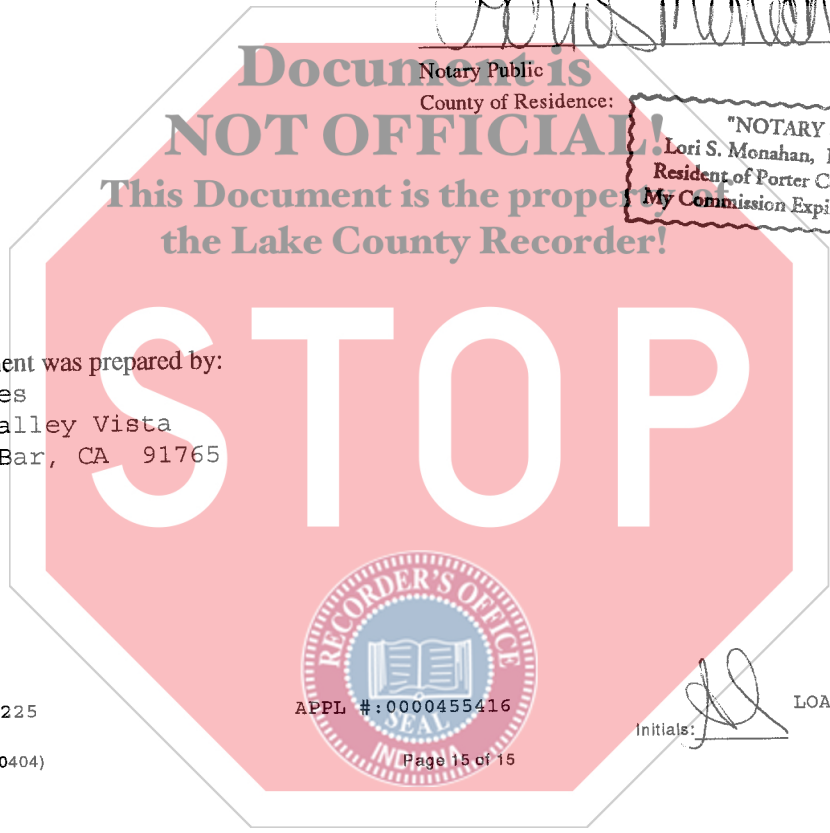 Document is
Notary Public
County of Residence:
NOT OFFICIAL!
"NOTARY
Lori S. Monahan,
Resident of Porter C
My Commission Expi
This Document is the property of
the Lake County Recorder!
STOP
ent was prepared by:
es
alley Vista
Bar, CA 91765
RECORDER'S OFFICE
SEAL
INDIANA
225
APPL #:0000455416
Initials:
LOA
0404)
Page 15 of 15